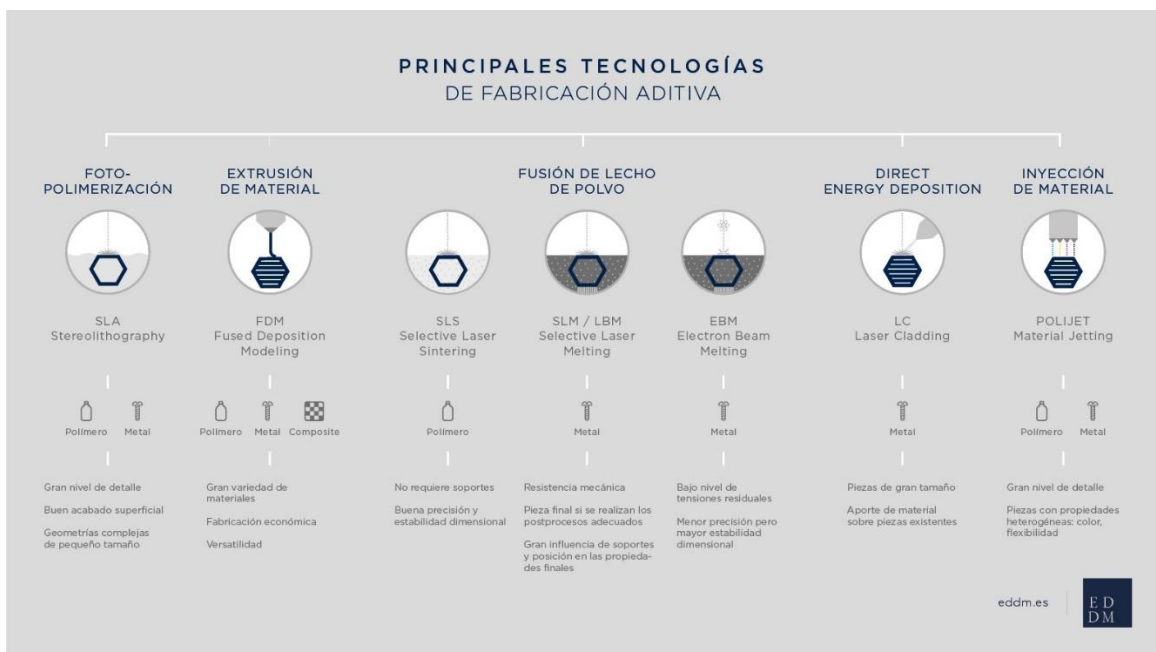 PRINCIPALES TECNOLOGÍAS
DE FABRICACIÓN ADITIVA
FOTO-
POLIMERIZACIÓN
SLA
Stereolithography
Polímero
Metal
Gran nivel de detalle
Buen acabado superficial
Geometrías complejas
de pequeño tamaño
EXTRUSIÓN
DE MATERIAL
FDM
Fused Deposition
Modeling
Polímero
Metal
Composite
Gran variedad de
materiales
Fabricación económica
Versatilidad
FUSIÓN DE LECHO
DE POLVO
SLS
Selective Laser
Sintering
Polímero
No requiere soportes
Buena precisión y
estabilidad dimensional
SLM / LBM
Selective Laser
Melting
Metal
Resistencia mecánica
Pieza final si se realizan los
postprocesos adecuados
Gran influencia de soportes
y posición en las propieda-
des finales
EBM
Electron Beam
Melting
Metal
Bajo nivel de
tensiones residuales
Menor precisión pero
mayor estabilidad
dimensional
DIRECT
ENERGY DEPOSITION
LC
Laser Cladding
Metal
Piezas de gran tamaño
Aporte de material
sobre piezas existentes
INYECCIÓN
DE MATERIAL
POLIJET
Material Jetting
Polímero
Metal
Gran nivel de detalle
Piezas con propiedades
heterogéneas: color,
flexibilidad
eddm.es
ED
DM